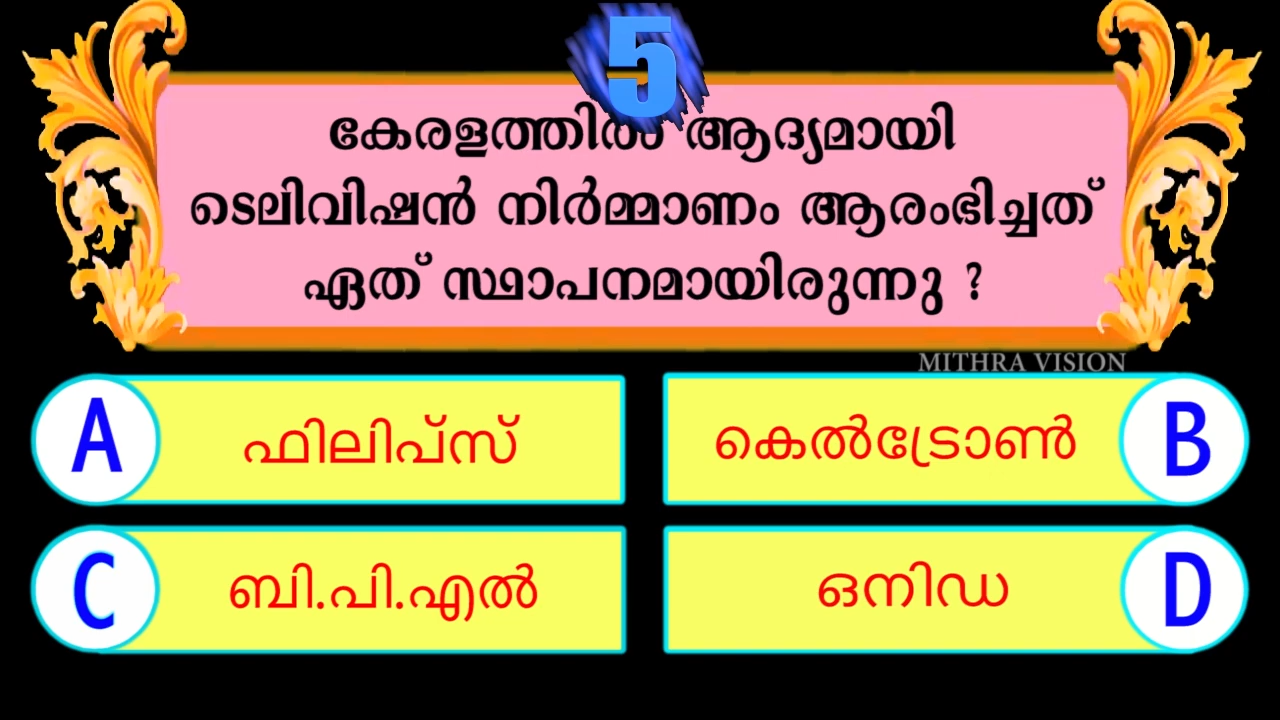 5
കേരളത്തിൽ ആദ്യമായി
ടെലിവിഷൻ നിർമ്മാണം ആരംഭിച്ചത്
ഏത് സ്ഥാപനമായിരുന്നു ?
MITHRA VISION
A ഫിലിപ്സ്
കെൽട്രോൺ B
C ബി.പി.എൽ
ഒനിഡ D